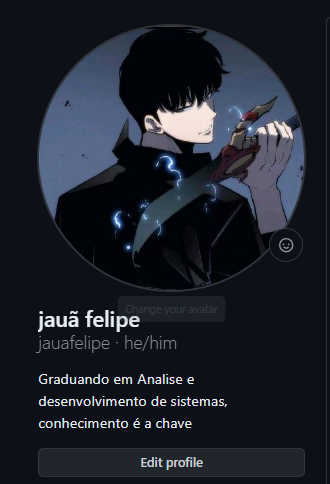 Change your avatar
jauã felipe
jauafelipe · he/him
Graduando em Analise e
desenvolvimento de sistemas,
conhecimento é a chave
Edit profile